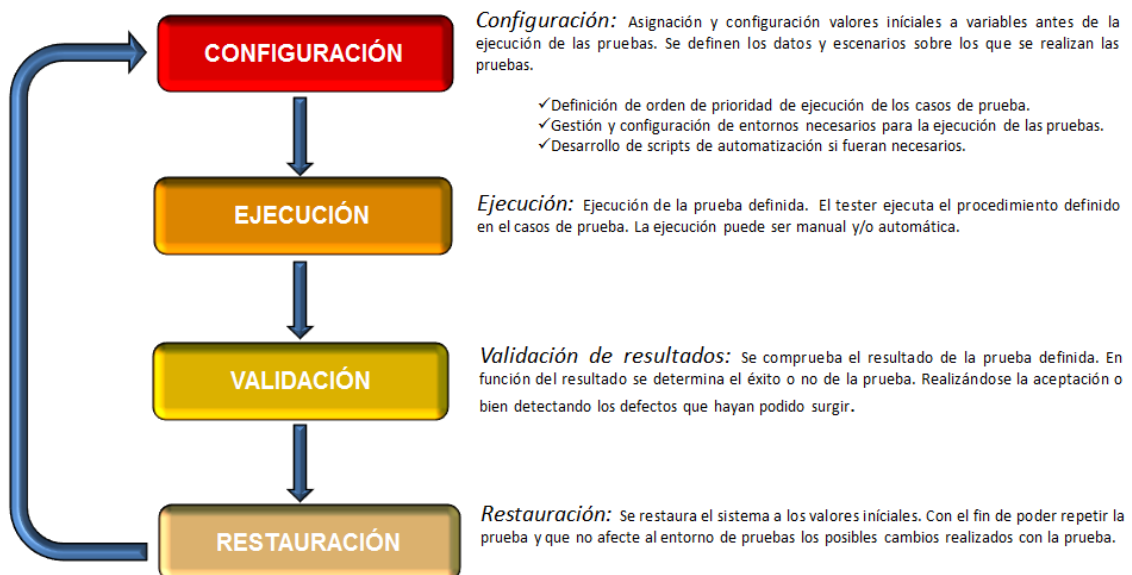 CONFIGURACIÓN
Configuración: Asignación y configuración valores iníciales a variables antes de la
ejecución de las pruebas. Se definen los datos y escenarios sobre los que se realizan las
pruebas.
✓Definición de orden de prioridad de ejecución de los casos de prueba.
✓Gestión y configuración de entornos necesarios para la ejecución de las pruebas.
✓Desarrollo de scripts de automatización si fueran necesarios.
EJECUCIÓN
Ejecución: Ejecución de la prueba definida. El tester ejecuta el procedimiento definido
en el casos de prueba. La ejecución puede ser manual y/o automática.
VALIDACIÓN
Validación de resultados: Se comprueba el resultado de la prueba definida. En
función del resultado se determina el éxito o no de la prueba. Realizándose la aceptación o
bien detectando los defectos que hayan podido surgir.
RESTAURACIÓN
Restauración: Se restaura el sistema a los valores iníciales. Con el fin de poder repetir la
prueba y que no afecte al entorno de pruebas los posibles cambios realizados con la prueba.